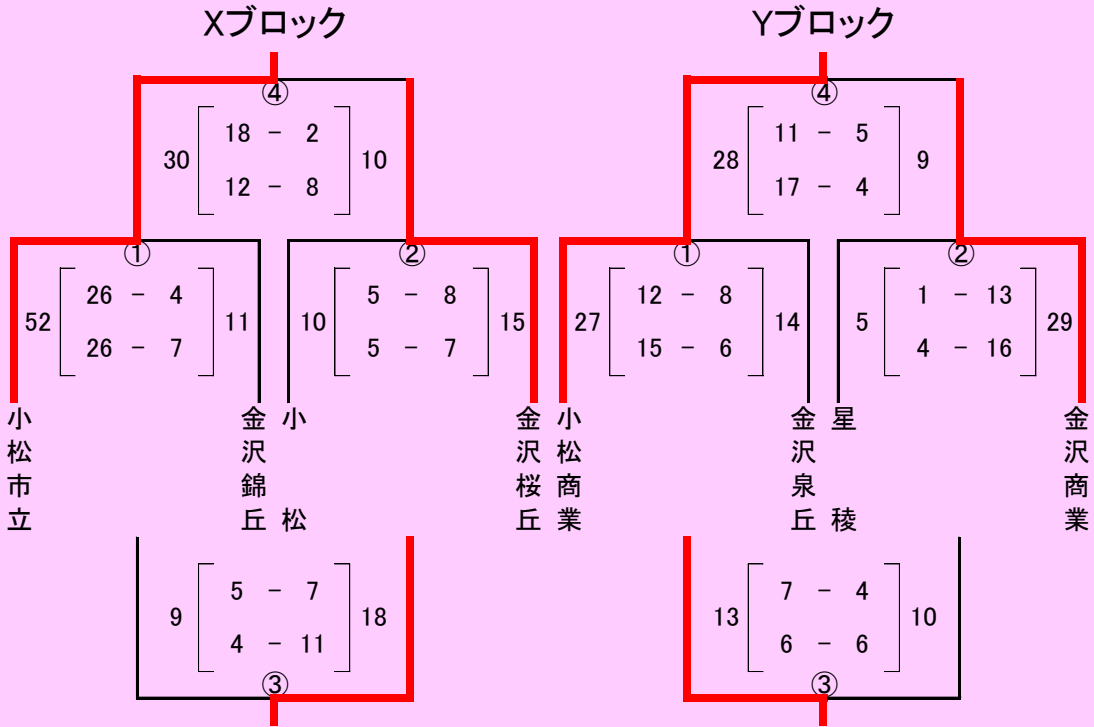 Xブロック
④
18 － 2
30 10
12 － 8
①
26 － 4
52 11
26 － 7
②
5 － 8
10 15
5 － 7
小松市立
金沢錦丘
小松
金沢桜丘
5 － 7
9 18
4 － 11
③
Yブロック
④
11 － 5
28 9
17 － 4
①
12 － 8
27 14
15 － 6
②
1 － 13
5 29
4 － 16
小松商業
金沢泉丘
星稜
金沢商業
7 － 4
13 10
6 － 6
③